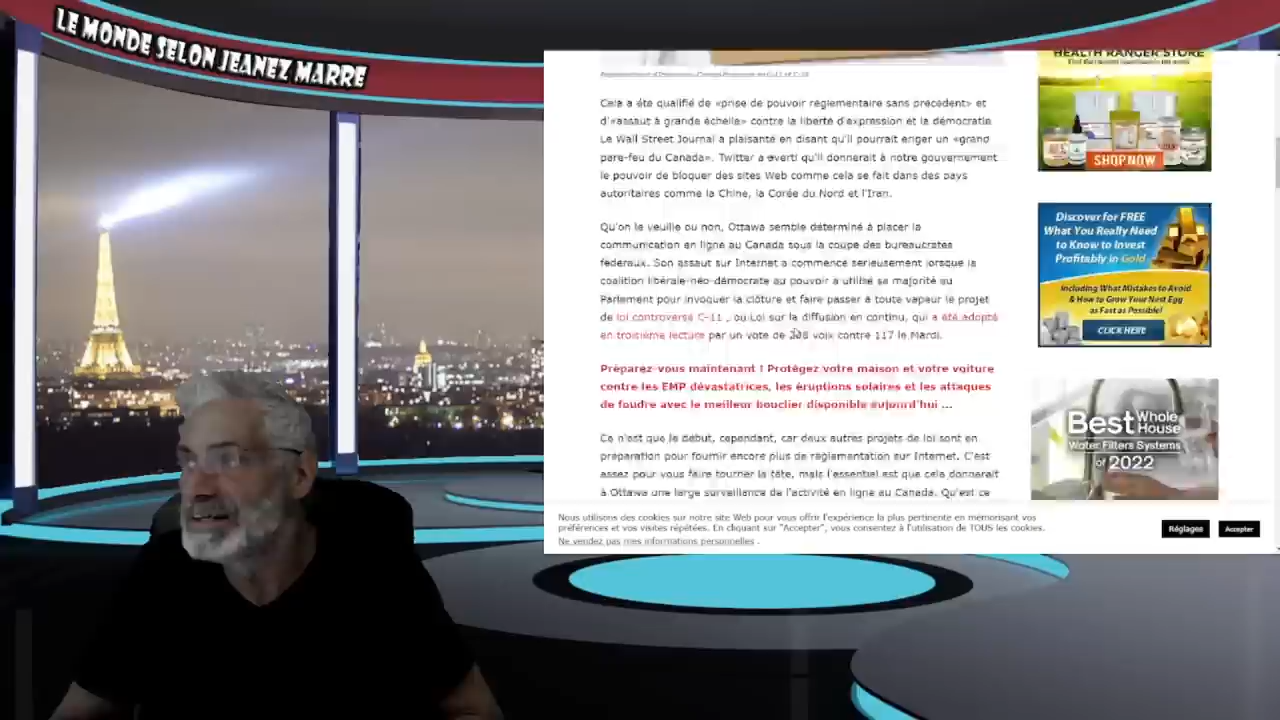 LE MONDE SELON JEANEZ MARRE
HEALTH RANGER STORE
SHOP NOW
Cela a été qualifié de «prise de pouvoir réglementaire sans précédent» et
d'«assaut à grande échelle» contre la liberté d'expression et la démocratie
Le Wall Street Journal a plaisanté en disant qu'il pourrait ériger un «grand
pare-feu du Canada». Twitter a averti qu'il donnerait à notre gouvernement
le pouvoir de bloquer des sites Web comme cela se fait dans des pays
autoritaires comme la Chine, la Corée du Nord et l'Iran.
Qu'on le veuille ou non, Ottawa semble déterminé à placer la
communication en ligne au Canada sous la coupe des bureaucrates
fédéraux. Son assaut sur Internet a commencé sérieusement lorsque la
coalition libérale-néo-démocrate au pouvoir a utilisé sa majorité au
Parlement pour invoquer la clôture et faire passer à toute vapeur le projet
de loi controversé C-11 , ou Loi sur la diffusion en continu, qui a été adopté
en troisième lecture par un vote de 208 voix contre 117 le Mardi.
Préparez-vous maintenant ! Protégez votre maison et votre voiture
contre les EMP dévastatrices, les éruptions solaires et les attaques
de foudre avec le meilleur bouclier disponible aujourd'hui ...
Ce n'est que le début, cependant, car deux autres projets de loi sont en
préparation pour fournir encore plus de réglementation sur Internet. C'est
assez pour vous faire tourner la tête, mais l'essentiel est que cela donnerait
à Ottawa une large surveillance de l'activité en ligne au Canada. Qu'est ce
Discover for FREE
What You Really Need
to Know to Invest
Profitably in Gold
Including What Mistakes to Avoid
& How to Grow Your Nest Egg
as Fast as Possible!
CLICK HERE
Best Whole House
Water Filters Systems
of 2022
Nous utilisons des cookies sur notre site Web pour vous offrir l'expérience la plus pertinente en mémorisant vos
préférences et vos visites répétées. En cliquant sur "Accepter", vous consentez à l'utilisation de TOUS les cookies.
Ne vendez pas mes informations personnelles .
Réglages
Accepter